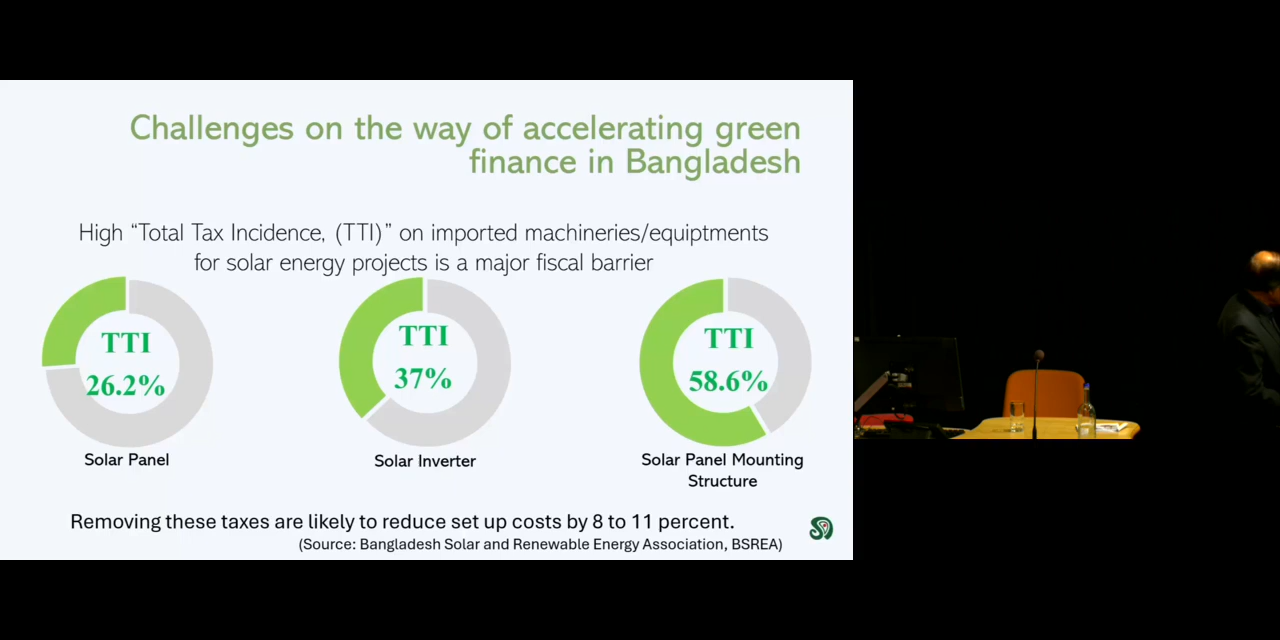 Challenges on the way of accelerating green
finance in Bangladesh
High “Total Tax Incidence, (TTI)” on imported machineries/equiptments
for solar energy projects is a major fiscal barrier
TTI
26.2%
Solar Panel
TTI
37%
Solar Inverter
TTI
58.6%
Solar Panel Mounting
Structure
Removing these taxes are likely to reduce set up costs by 8 to 11 percent.
(Source: Bangladesh Solar and Renewable Energy Association, BSREA)